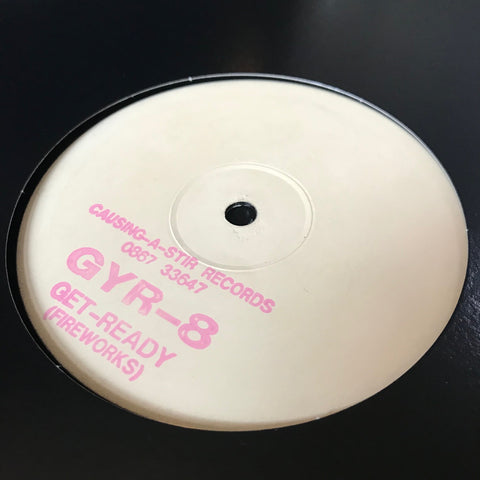 CAUSING-A-STIR RECORDS
0867 33647
GYR-8
GET-READY
(FIREWORKS)